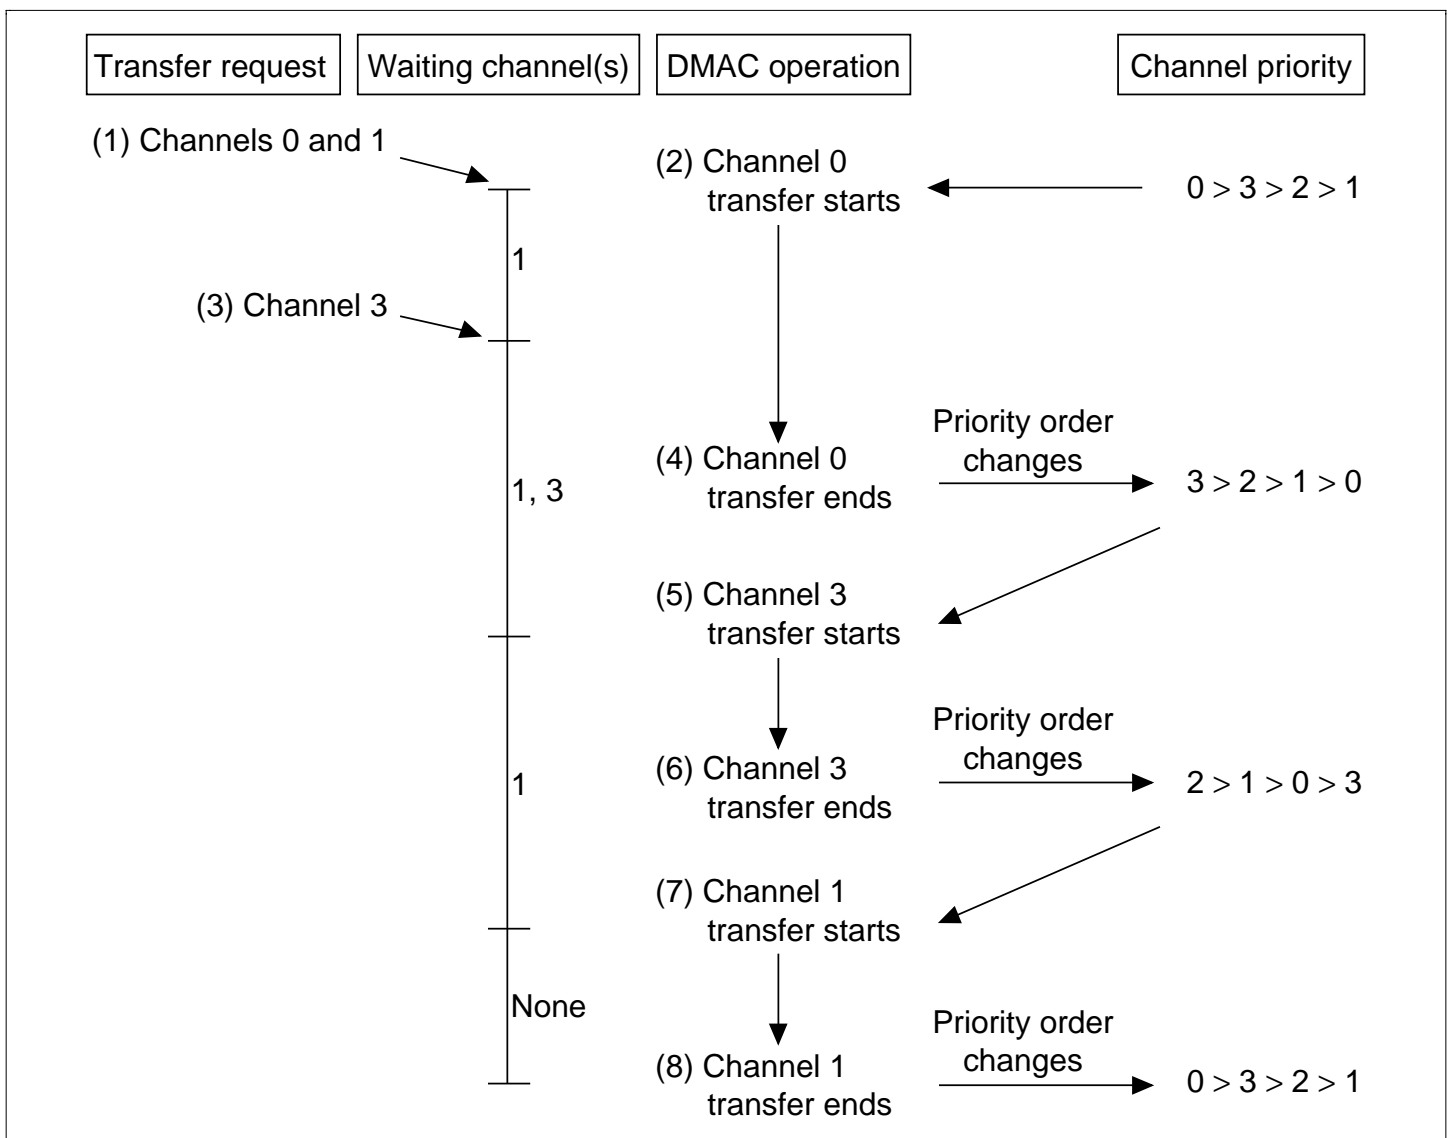 Transfer request
Waiting channel(s)
DMAC operation
Channel priority
(1) Channels 0 and 1
(2) Channel 0
transfer starts
0 > 3 > 2 > 1
1
(3) Channel 3
Priority order
changes
(4) Channel 0
transfer ends
1, 3
3 > 2 > 1 > 0
(5) Channel 3
transfer starts
Priority order
changes
(6) Channel 3
transfer ends
1
2 > 1 > 0 > 3
(7) Channel 1
transfer starts
None
Priority order
changes
(8) Channel 1
transfer ends
0 > 3 > 2 > 1